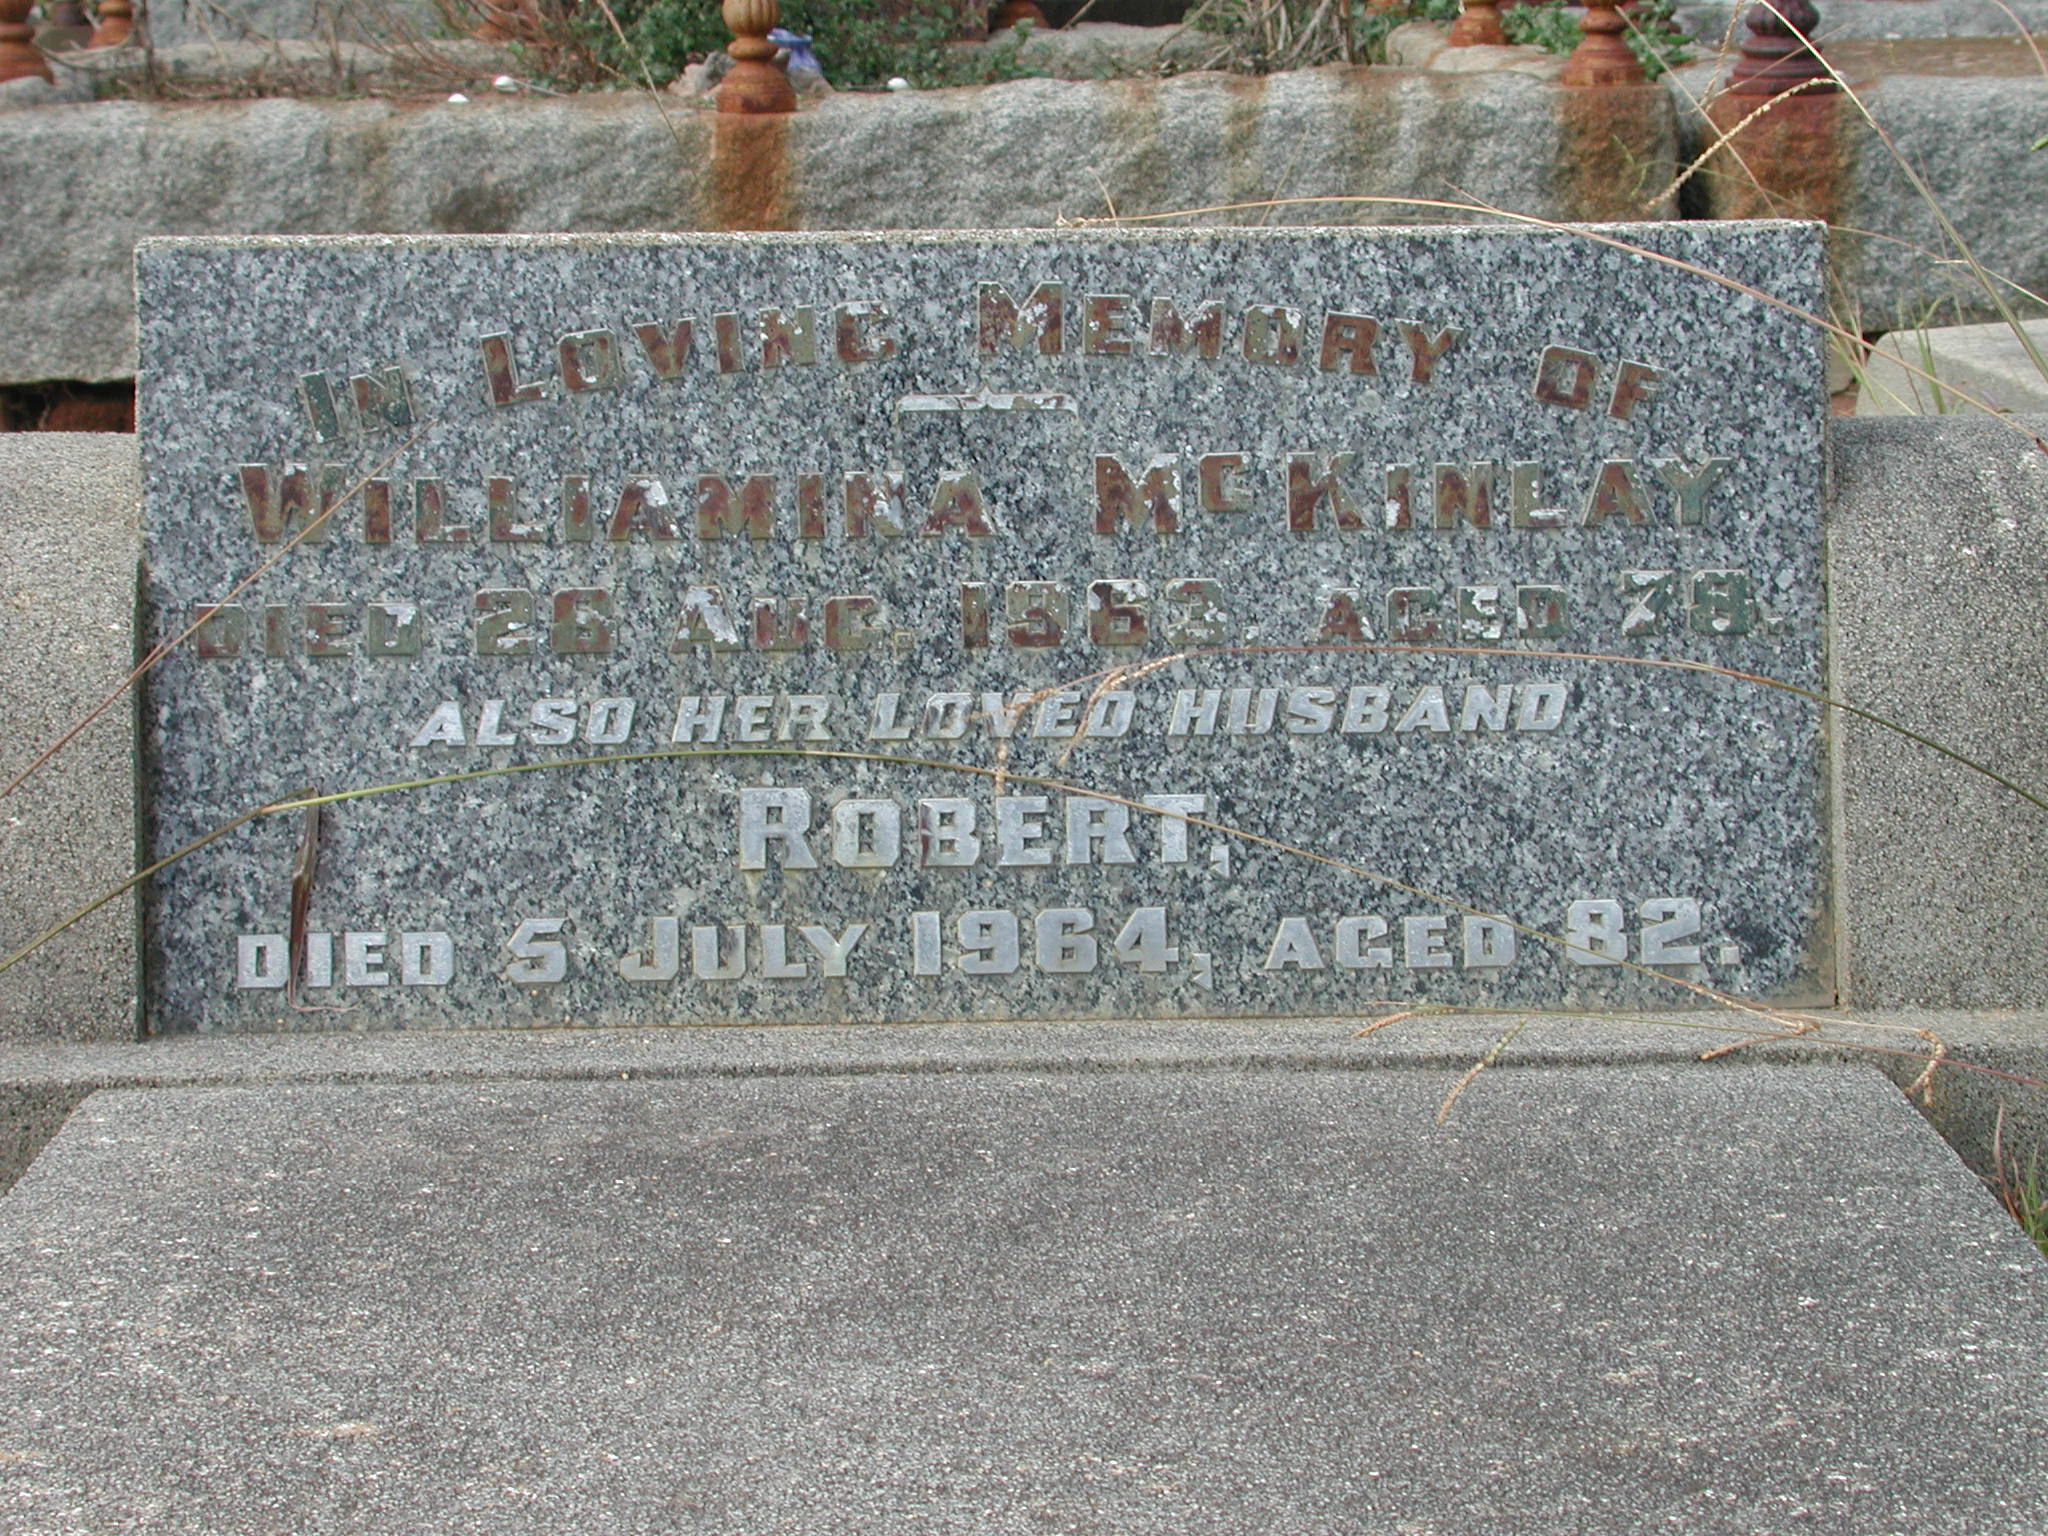 In Loving Memory of
Williamina McKinlay
died 26 Aug. 1963, aged 78.
also her loved husband
Robert,
died 5 July 1964, aged 82.